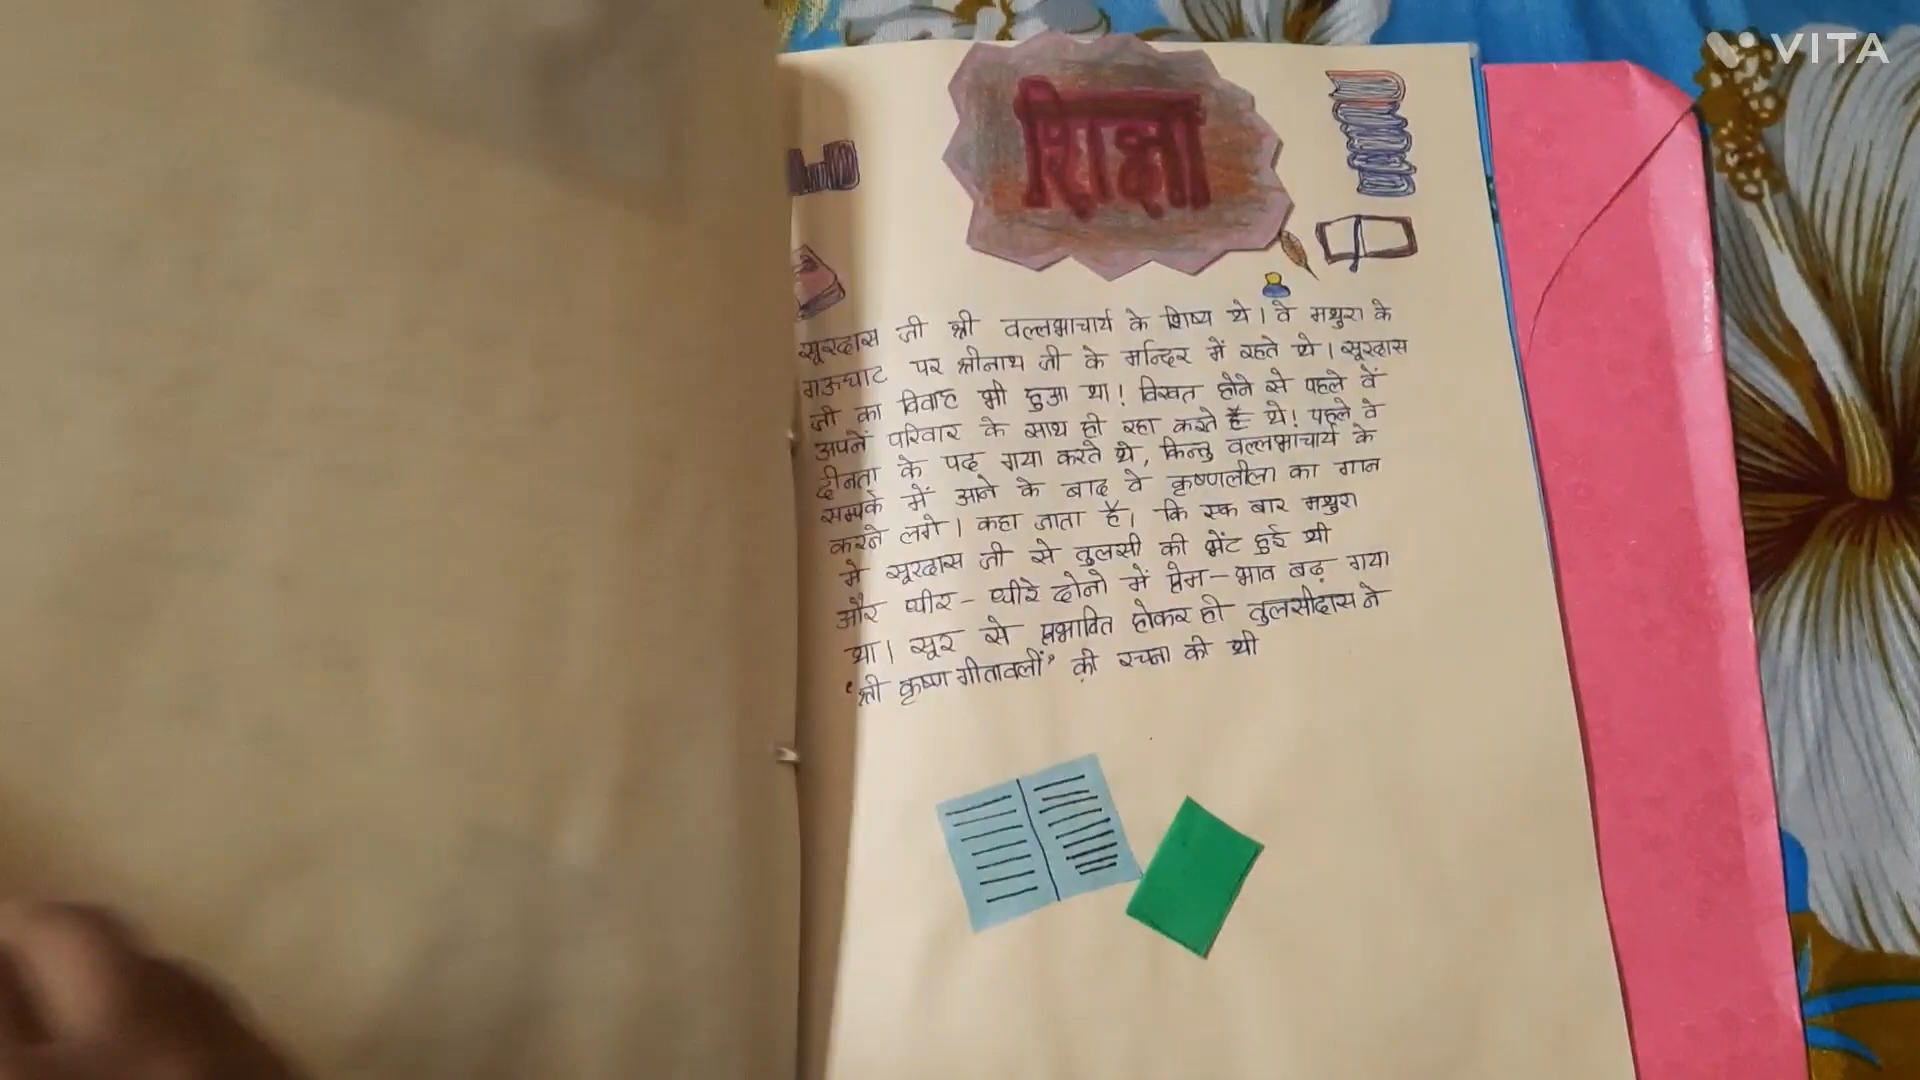 VITA
शिक्षा
सूरदास जी श्री वल्लभाचार्य के शिष्य थे। वे मथुरा के
गऊघाट पर श्रीनाथ जी के मन्दिर में रहते थे। सूरदास
जी का विवाह भी हुआ था! विरक्त होने से पहले वें
अपनें परिवार के साथ ही रहा करते थे! पहले वे
दीनता के पद गया करते थे, किन्तु वल्लभाचार्य के
सम्पर्क में आने के बाद वे कृष्णलीला का गान
करने लगे। कहा जाता है। कि एक बार मथुरा
मे सूरदास जी से तुलसी की भेंट हुई थी
और धीर-धीरे दोनो में प्रेम-भाव बढ़ गया
था। सूर से प्रभावित होकर ही तुलसीदास ने
'श्री कृष्ण गीतावलीं' की रचना की थी